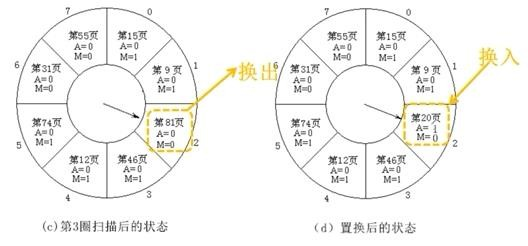 7
0
第55页
A=0
M=0
第15页
A=0
M=1
6
1
第31页
A=0
M=0
第9页
A=0
M=1
换出
第74页
A=0
M=1
第81页
A=0
M=0
5
2
第12页
A=0
M=1
第46页
A=0
M=1
4
3
(c)第3圈扫描后的状态
7
0
第55页
A=0
M=0
第15页
A=0
M=1
6
1
第31页
A=0
M=0
第9页
A=0
M=1
换入
第74页
A=0
M=1
第20页
A=1
M=0
5
2
第12页
A=0
M=1
第46页
A=0
M=1
4
3
(d) 置换后的状态